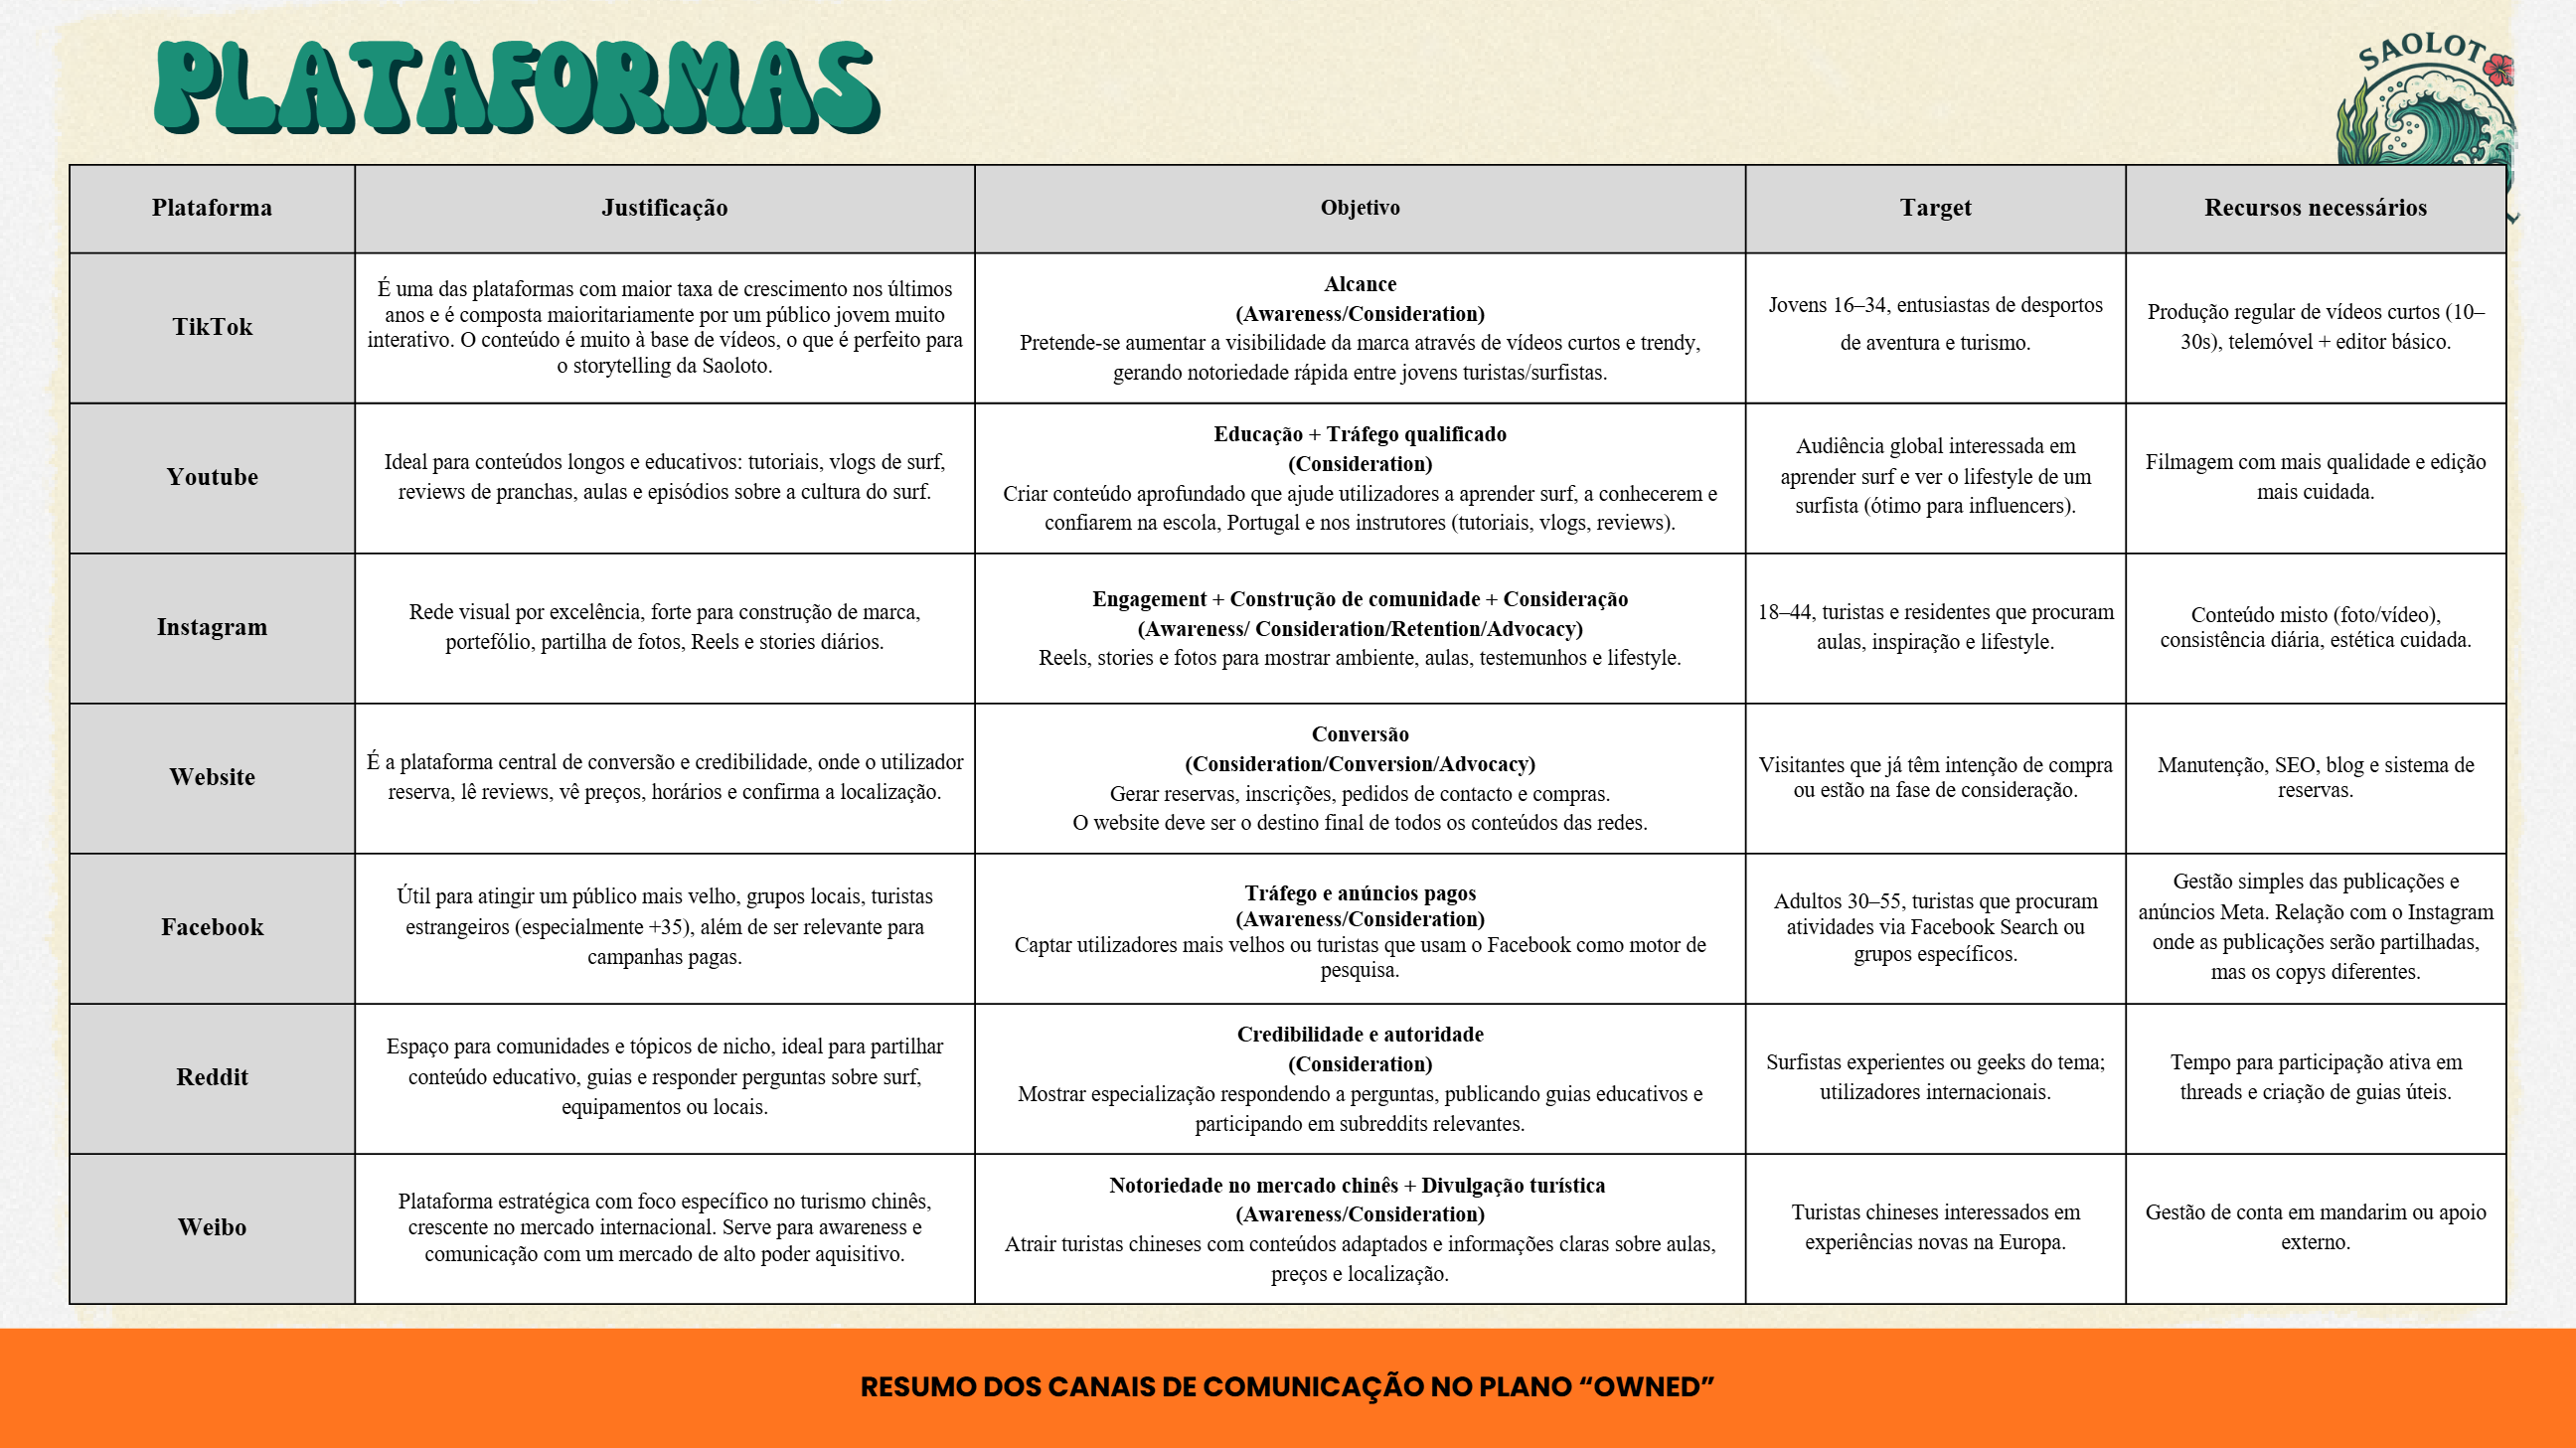 PLATAFORMAS
SAOLOT
Plataforma
Justificação
Objetivo
Target
Recursos necessários
TikTok
É uma das plataformas com maior taxa de crescimento nos últimos
anos e é composta maioritariamente por um público jovem muito
interativo. O conteúdo é muito à base de vídeos, o que é perfeito para
o storytelling da Saoloto.
Alcance
(Awareness/Consideration)
Pretende-se aumentar a visibilidade da marca através de vídeos curtos e trendy,
gerando notoriedade rápida entre jovens turistas/surfistas.
Jovens 16–34, entusiastas de desportos
de aventura e turismo.
Produção regular de vídeos curtos (10–
30s), telemóvel + editor básico.
Youtube
Ideal para conteúdos longos e educativos: tutoriais, vlogs de surf,
reviews de pranchas, aulas e episódios sobre a cultura do surf.
Educação + Tráfego qualificado
(Consideration)
Criar conteúdo aprofundado que ajude utilizadores a aprender surf, a conhecerem e
confiarem na escola, Portugal e nos instrutores (tutoriais, vlogs, reviews).
Audiência global interessada em
aprender surf e ver o lifestyle de um
surfista (ótimo para influencers).
Filmagem com mais qualidade e edição
mais cuidada.
Instagram
Rede visual por excelência, forte para construção de marca,
portefólio, partilha de fotos, Reels e stories diários.
Engagement + Construção de comunidade + Consideração
(Awareness/ Consideration/Retention/Advocacy)
Reels, stories e fotos para mostrar ambiente, aulas, testemunhos e lifestyle.
18–44, turistas e residentes que procuram
aulas, inspiração e lifestyle.
Conteúdo misto (foto/vídeo),
consistência diária, estética cuidada.
Website
É a plataforma central de conversão e credibilidade, onde o utilizador
reserva, lê reviews, vê preços, horários e confirma a localização.
Conversão
(Consideration/Conversion/Advocacy)
Gerar reservas, inscrições, pedidos de contacto e compras.
O website deve ser o destino final de todos os conteúdos das redes.
Visitantes que já têm intenção de compra
ou estão na fase de consideração.
Manutenção, SEO, blog e sistema de
reservas.
Facebook
Útil para atingir um público mais velho, grupos locais, turistas
estrangeiros (especialmente +35), além de ser relevante para
campanhas pagas.
Tráfego e anúncios pagos
(Awareness/Consideration)
Captar utilizadores mais velhos ou turistas que usam o Facebook como motor de
pesquisa.
Adultos 30–55, turistas que procuram
atividades via Facebook Search ou
grupos específicos.
Gestão simples das publicações e
anúncios Meta. Relação com o Instagram
onde as publicações serão partilhadas,
mas os copys diferentes.
Reddit
Espaço para comunidades e tópicos de nicho, ideal para partilhar
conteúdo educativo, guias e responder perguntas sobre surf,
equipamentos ou locais.
Credibilidade e autoridade
(Consideration)
Mostrar especialização respondendo a perguntas, publicando guias educativos e
participando em subreddits relevantes.
Surfistas experientes ou geeks do tema;
utilizadores internacionais.
Tempo para participação ativa em
threads e criação de guias úteis.
Weibo
Plataforma estratégica com foco específico no turismo chinês,
crescente no mercado internacional. Serve para awareness e
comunicação com um mercado de alto poder aquisitivo.
Notoriedade no mercado chinês + Divulgação turística
(Awareness/Consideration)
Atrair turistas chineses com conteúdos adaptados e informações claras sobre aulas,
preços e localização.
Turistas chineses interessados em
experiências novas na Europa.
Gestão de conta em mandarim ou apoio
externo.
RESUMO DOS CANAIS DE COMUNICAÇÃO NO PLANO “OWNED”